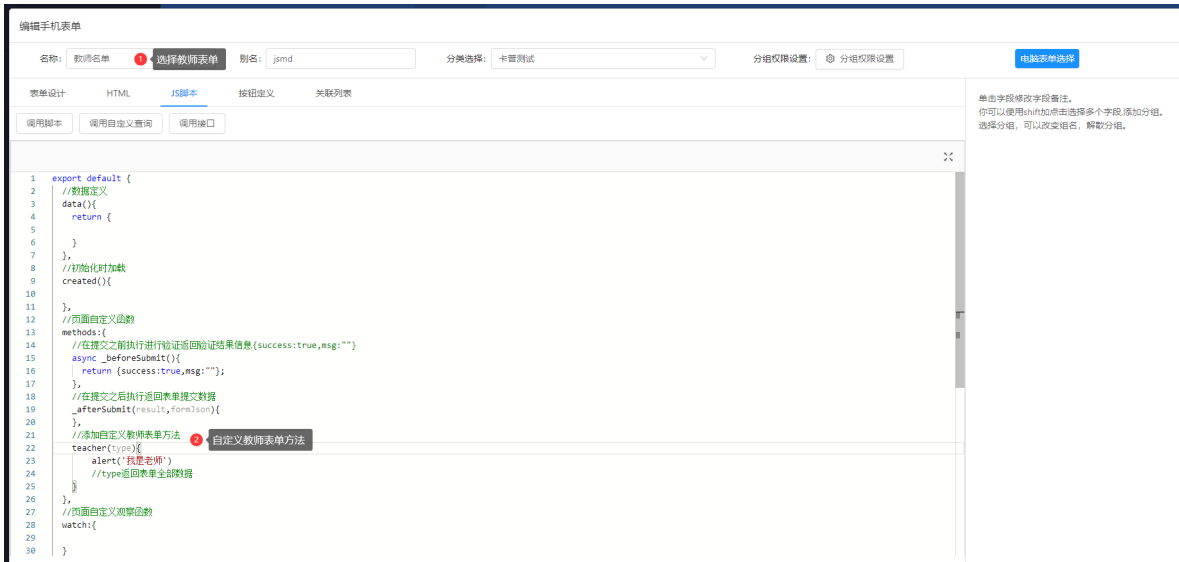 编辑手机表单
名称: 教师名单 1 选择教师表单 别名: jsmd 分类选择: 卡普测试 分组权限设置: 分组权限设置 电脑表单选择
表单设计 HTML JS脚本 按钮定义 关联列表
调用脚本 调用自定义查询 调用接口
单击字段修改字段备注。
你可以使用shift加点击选择多个字段,添加分组。
选择分组，可以改变组名，解散分组。
1 export default {
2 //数据定义
3 data(){
4 return {
5
6 }
7 },
8 //初始化时加载
9 created(){
10
11 },
12 //页面自定义函数
13 methods:{
14 //在提交之前执行进行验证返回验证结果信息{success:true,msg:""}
15 async _beforeSubmit(){
16 return {success:true,msg:""};
17 },
18 //在提交之后执行返回表单提交数据
19 _afterSubmit(result,formJson){
20 },
21 //添加自定义教师表单方法
22 teacher(type){ 2 自定义教师表单方法
23 alert('我是老师')
24 //type返回表单全部数据
25 }
26 },
27 //页面自定义观察函数
28 watch:{
29
30 }